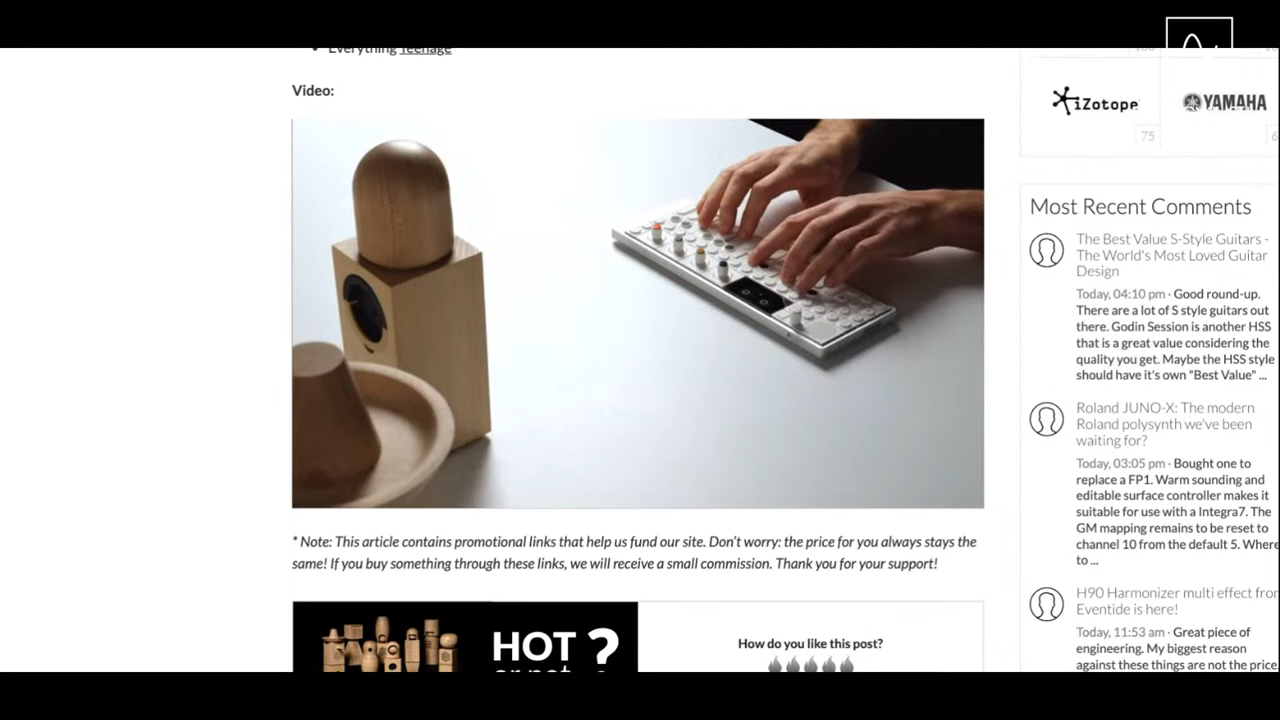 Everything Teenage
Video:
iZotope
YAMAHA
75
Most Recent Comments
The Best Value S-Style Guitars -
The World's Most Loved Guitar
Design
Today, 04:10 pm · Good round-up.
There are a lot of S style guitars out
there. Godin Session is another HSS
that is a great value considering the
quality you get. Maybe the HSS style
should have it's own "Best Value" ...
Roland JUNO-X: The modern
Roland polysynth we've been
waiting for?
Today, 03:05 pm · Bought one to
replace a FP1. Warm sounding and
editable surface controller makes it
suitable for use with a Integra7. The
GM mapping remains to be reset to
channel 10 from the default 5. Where
to ...
H90 Harmonizer multi effect from
Eventide is here!
Today, 11:53 am · Great piece of
engineering. My biggest reason
against these things are not the price
* Note: This article contains promotional links that help us fund our site. Don't worry: the price for you always stays the
same! If you buy something through these links, we will receive a small commission. Thank you for your support!
HOT
or not ?
How do you like this post?